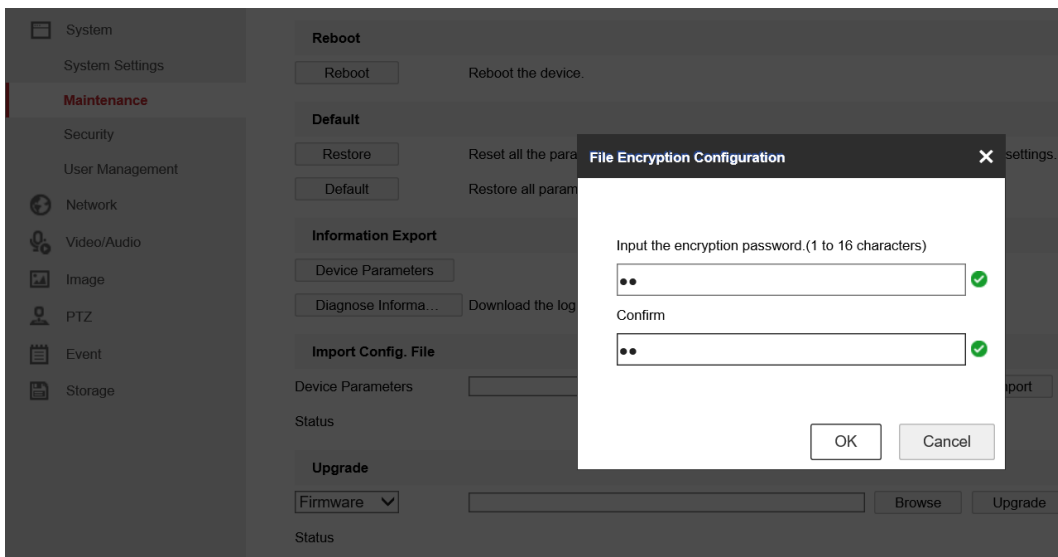 System
System Settings
Maintenance
Security
User Management
Network
Video/Audio
Image
PTZ
Event
Storage
Reboot
Reboot Reboot the device.
Default
Restore Reset all the para settings.
Default Restore all param
Information Export
Device Parameters
Diagnose Informa... Download the log
Import Config. File
Device Parameters port
Status
Upgrade
Firmware Browse Upgrade
Status
File Encryption Configuration
Input the encryption password.(1 to 16 characters)
••
Confirm
••
OK Cancel